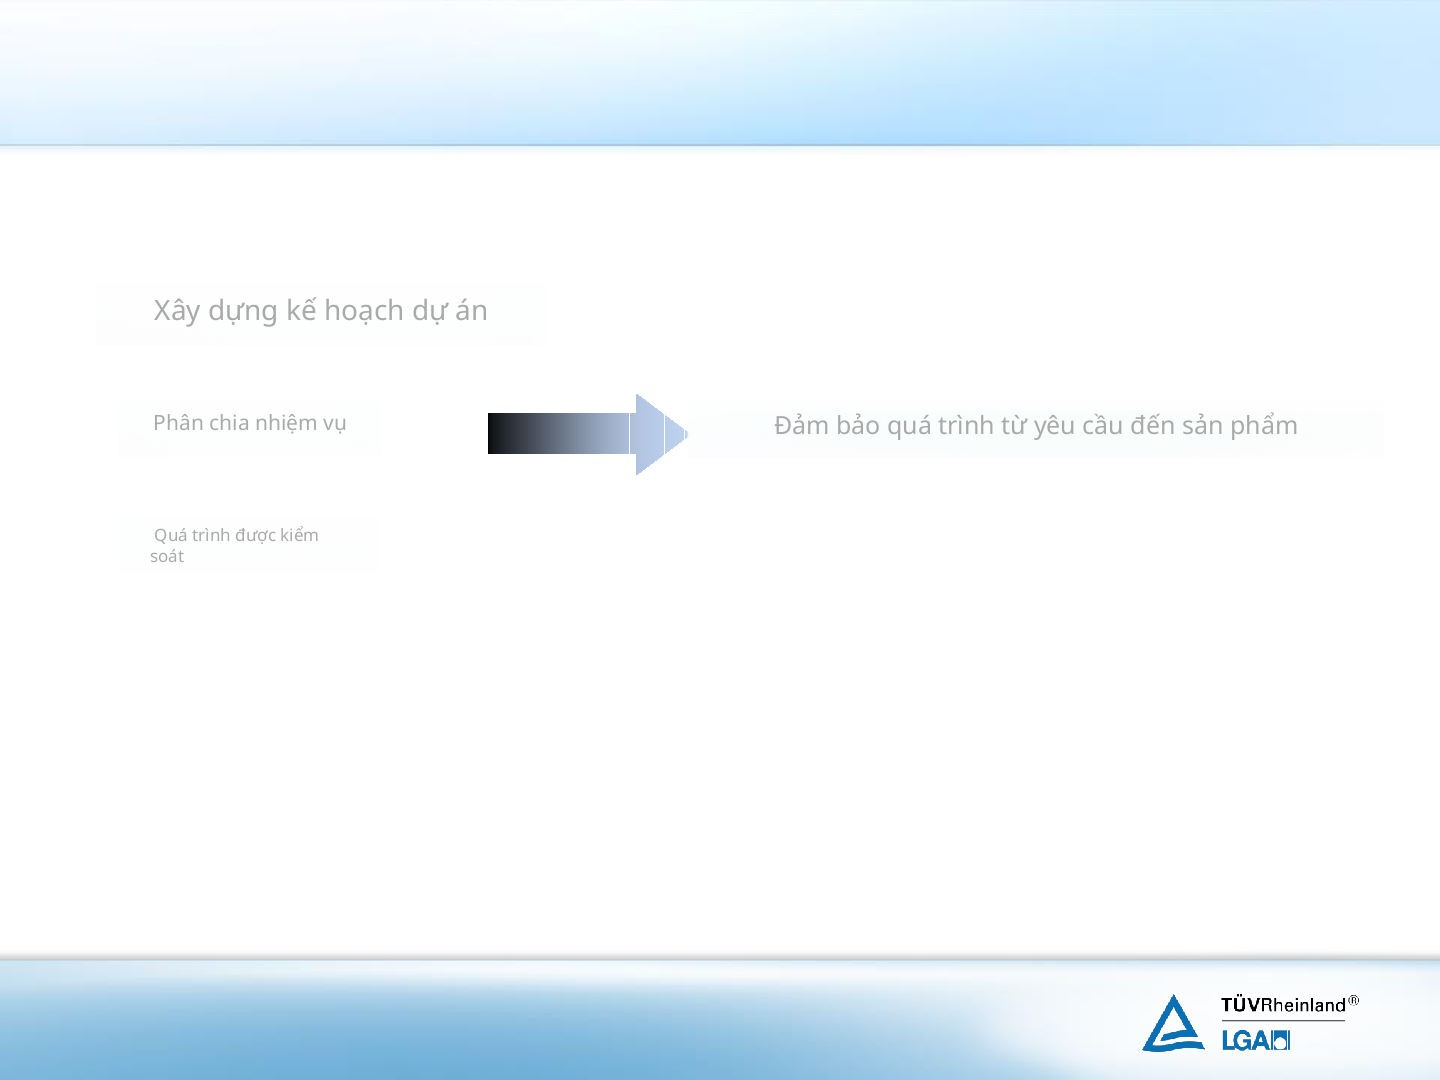 Xây dựng kế hoạch dự án
Phân chia nhiệm vụ
Đảm bảo quá trình từ yêu cầu đến sản phẩm
Quá trình được kiểm
soát
TÜVRheinland®
LGA